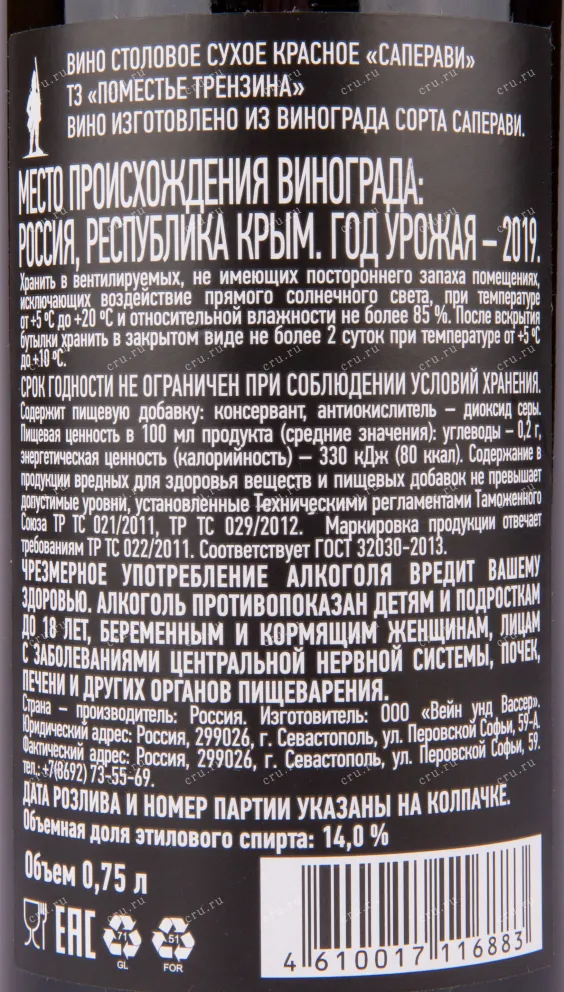 ВИНО СТОЛОВОЕ СУХОЕ КРАСНОЕ «САПЕРАВИ»
ТЗ «ПОМЕСТЬЕ ТРЕНЗИНА»
ВИНО ИЗГОТОВЛЕНО ИЗ ВИНОГРАДА СОРТА САПЕРАВИ.
МЕСТО ПРОИСХОЖДЕНИЯ ВИНОГРАДА:
РОССИЯ, РЕСПУБЛИКА КРЫМ. ГОД УРОЖАЯ – 2019.
Хранить в вентилируемых, не имеющих постороннего запаха помещениях,
исключающих воздействие прямого солнечного света, при температуре
от +5 °C до +20 °C и относительной влажности не более 85 %. После вскрытия
бутылки хранить в закрытом виде не более 2 суток при температуре от +5 °C
до +10 °C.
СРОК ГОДНОСТИ НЕ ОГРАНИЧЕН ПРИ СОБЛЮДЕНИИ УСЛОВИЙ ХРАНЕНИЯ.
Содержит пищевую добавку: консервант, антиокислитель – диоксид серы.
Пищевая ценность в 100 мл продукта (средние значения): углеводы – 0,2 г,
энергетическая ценность (калорийность) – 330 кДж (80 ккал). Содержание в
продукции вредных для здоровья веществ и пищевых добавок не превышает
допустимые уровни, установленные Техническими регламентами Таможенного
Союза ТР ТС 021/2011, ТР ТС 029/2012. Маркировка продукции отвечает
требованиям ТР ТС 022/2011. Соответствует ГОСТ 32030-2013.
ЧРЕЗМЕРНОЕ УПОТРЕБЛЕНИЕ АЛКОГОЛЯ ВРЕДИТ ВАШЕМУ
ЗДОРОВЬЮ. АЛКОГОЛЬ ПРОТИВОПОКАЗАН ДЕТЯМ И ПОДРОСТКАМ
ДО 18 ЛЕТ, БЕРЕМЕННЫМ И КОРМЯЩИМ ЖЕНЩИНАМ, ЛИЦАМ
С ЗАБОЛЕВАНИЯМИ ЦЕНТРАЛЬНОЙ НЕРВНОЙ СИСТЕМЫ, ПОЧЕК,
ПЕЧЕНИ И ДРУГИХ ОРГАНОВ ПИЩЕВАРЕНИЯ.
Страна – производитель: Россия. Изготовитель: ООО «Вейн унд Вассер».
Юридический адрес: Россия, 299026, г. Севастополь, ул. Перовской Софьи, 59-А.
Фактический адрес: Россия, 299026, г. Севастополь, ул. Перовской Софьи, 59.
тел.: +7(8692) 73-55-69.
ДАТА РОЗЛИВА И НОМЕР ПАРТИИ УКАЗАНЫ НА КОЛПАЧКЕ.
Объемная доля этилового спирта: 14,0 %
Объем 0,75 л
EAC
71
GL
51
FOR
4 610017 116883
cru.ru